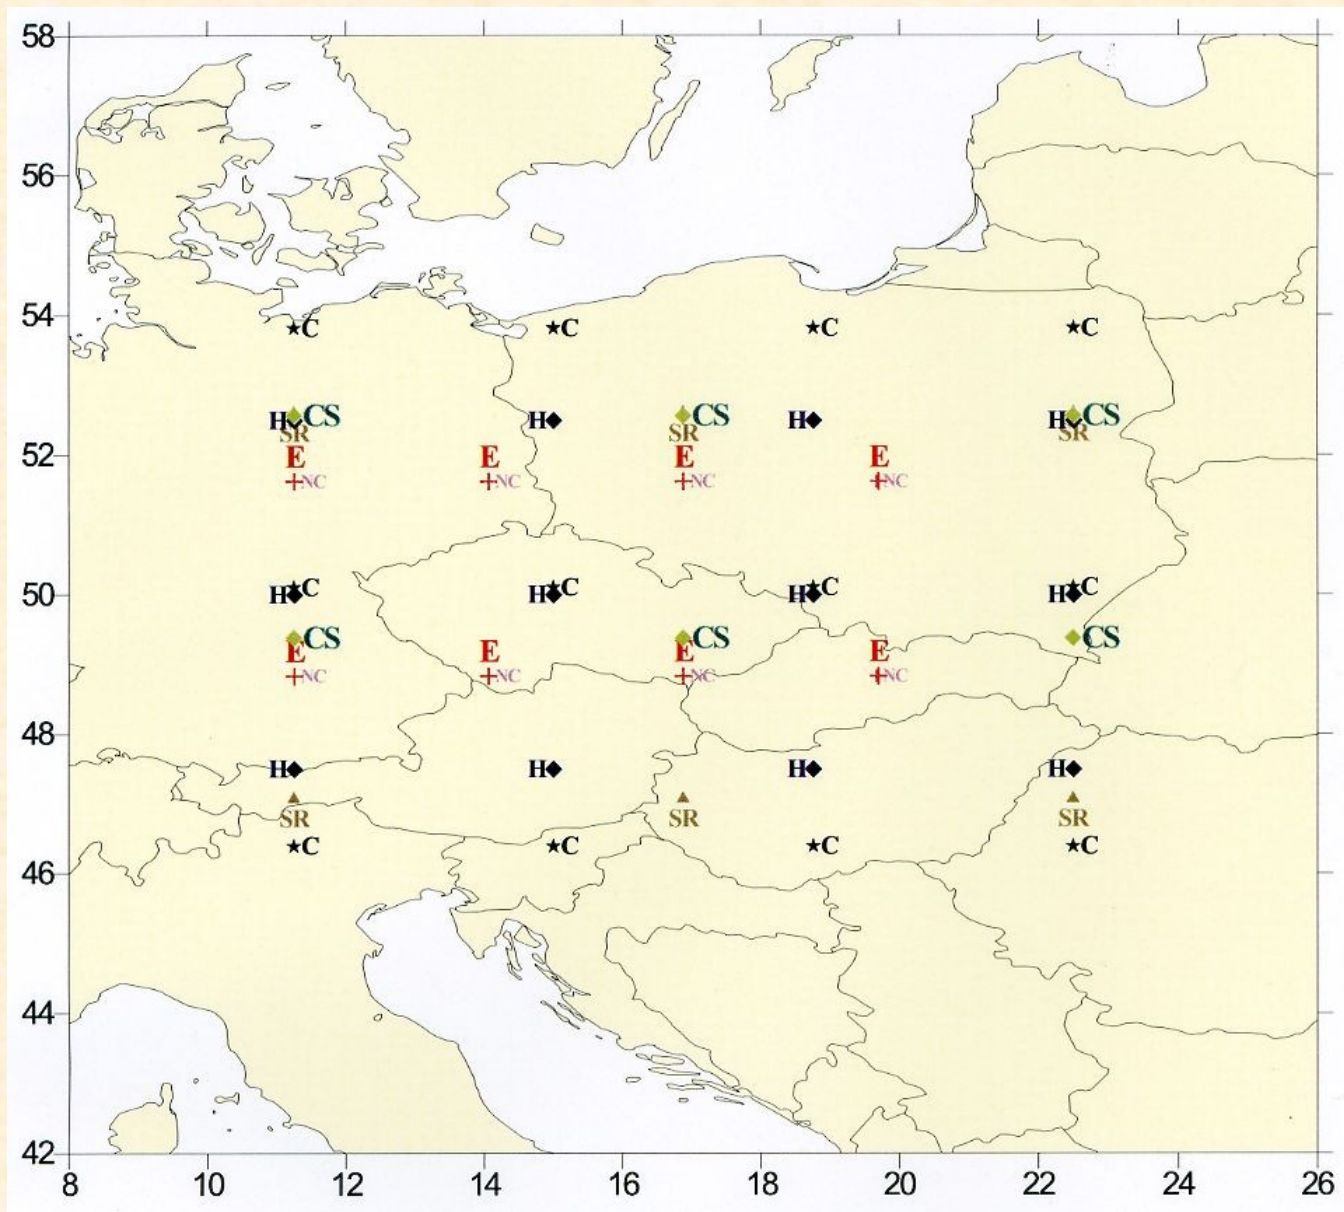 58
56
54
C C C C
H CS H CS H H CS
SR SR SR
52
E E E E
NC NC NC NC
50
H C H C H C H C
CS CS CS
E E E E
NC NC NC NC
48
H H H H
SR SR SR
C C C C
46
44
42
8 10 12 14 16 18 20 22 24 26